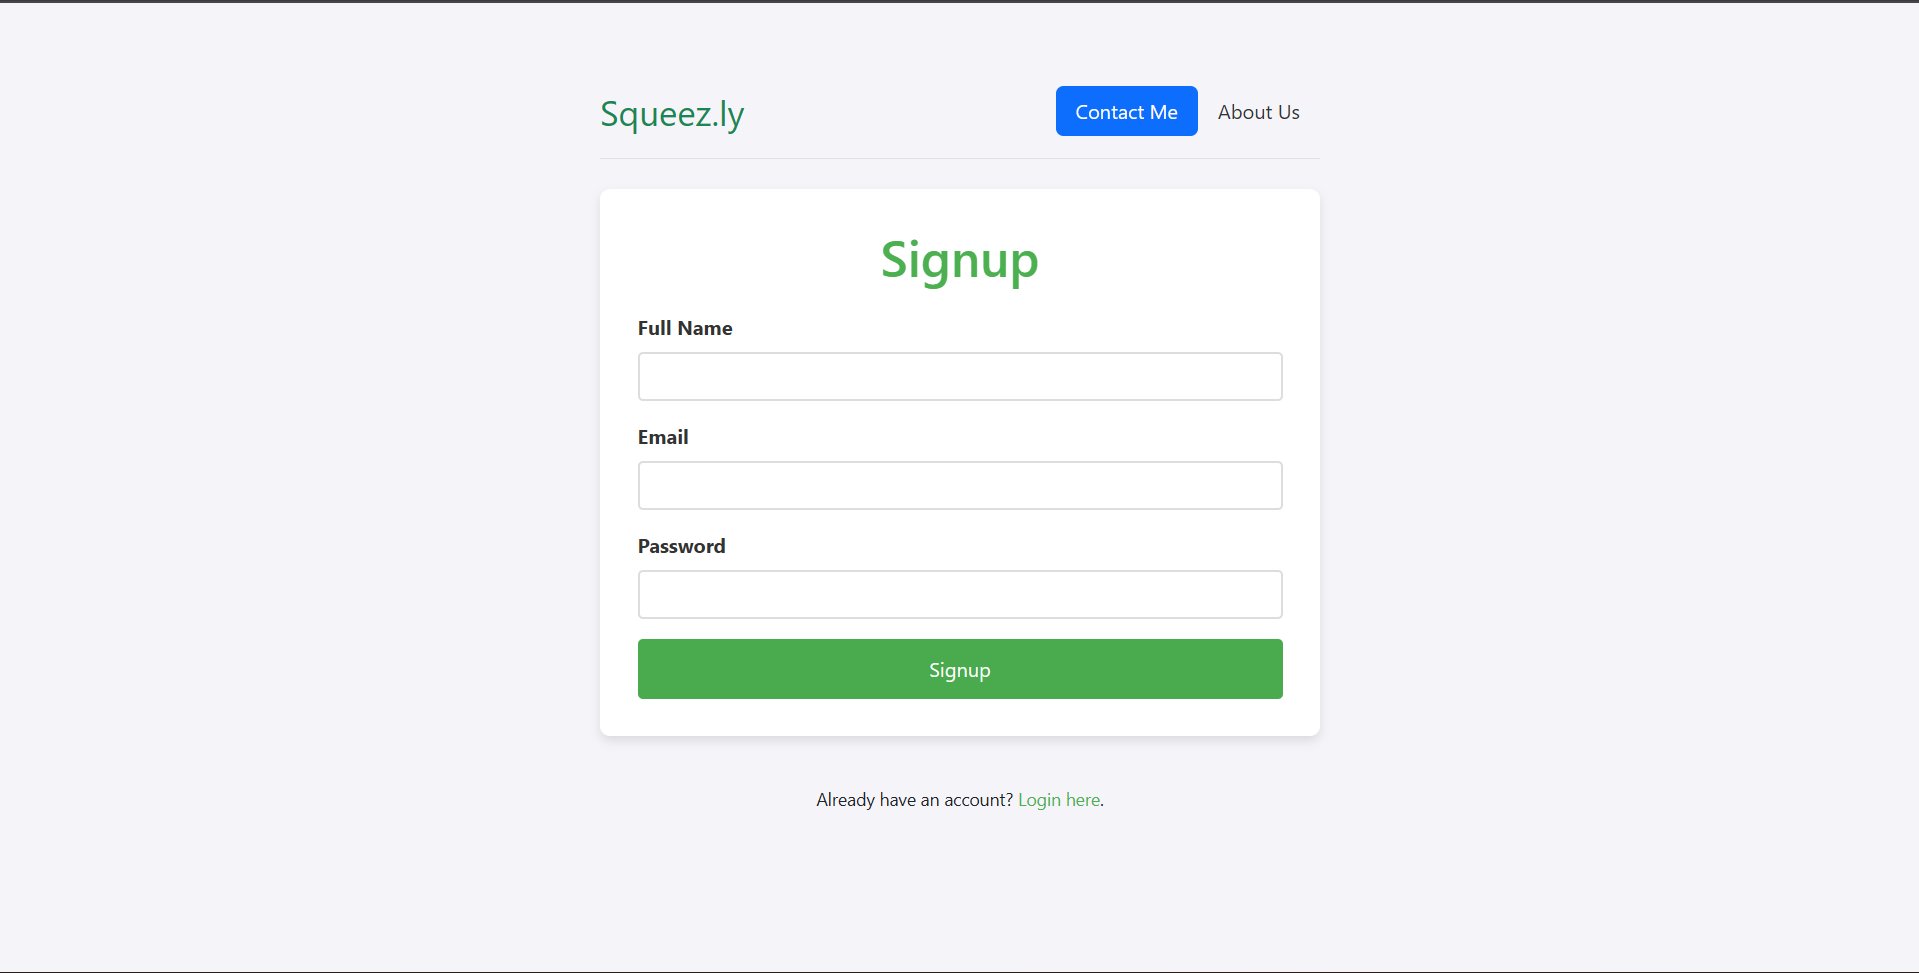 Squeez.ly
Contact Me
About Us
Signup
Full Name
Email
Password
Signup
Already have an account? Login here.